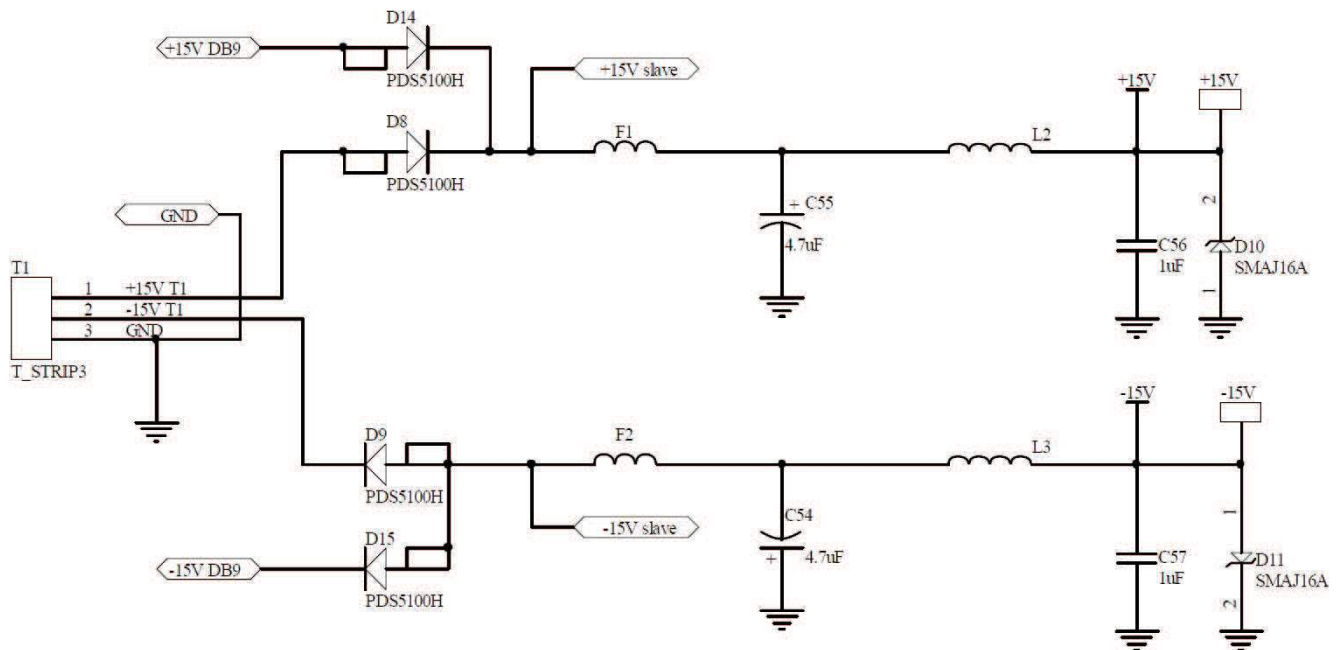 D14
+15V DB9
PDS5100H
+15V slave
+15V
+15V
D8
F1
L2
PDS5100H
GND
2
+ C55
4.7uF
C56
1uF
D10
SMAJ16A
T1
1 +15V T1
2 -15V T1
3 GND
1
T_STRIP3
-15V
-15V
D9
F2
L3
PDS5100H
C54
-15V slave
1
D15
+ 4.7uF
C57
1uF
D11
SMAJ16A
-15V DB9
PDS5100H
2